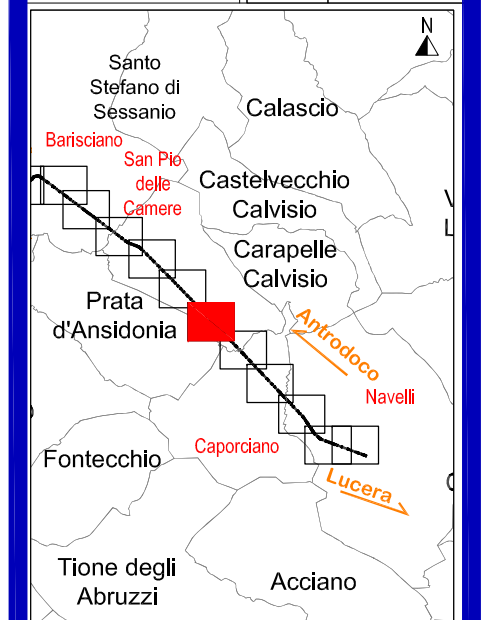 N
Santo
Stefano di
Sessanio
Calascio
Barisciano
San Pio
delle
Camere
Castelvecchio
Calvisio
Carapelle
Calvisio
Prata
d'Ansidonia
Antrodoco
Navelli
Caporciano
Fontecchio
Lucera
Tione degli
Abruzzi
Acciano